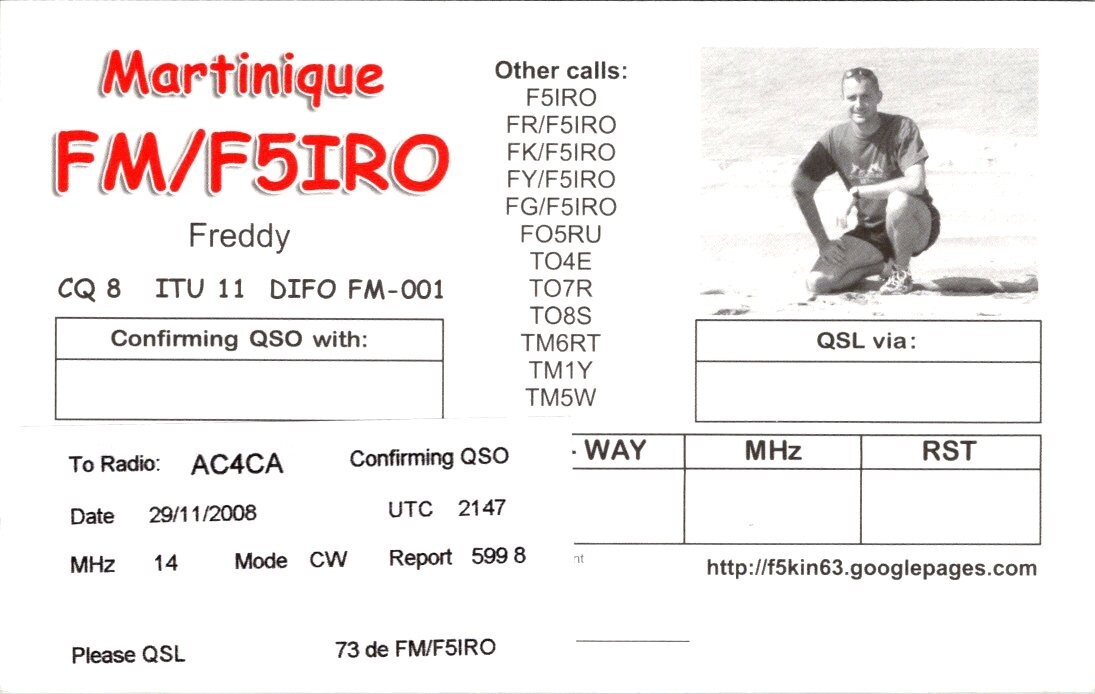 Martinique
FM/F5IRO
Freddy
CQ 8 ITU 11 DIFO FM-001
Confirming QSO with:
Other calls:
F5IRO
FR/F5IRO
FK/F5IRO
FY/F5IRO
FG/F5IRO
FO5RU
TO4E
TO7R
TO8S
TM6RT
TM1Y
TM5W
QSL via:
- WAY MHz RST
To Radio: AC4CA Confirming QSO
Date 29/11/2008 UTC 2147
MHz 14 Mode CW Report 599 8
Please QSL 73 de FM/F5IRO
nt
http://f5kin63.googlepages.com